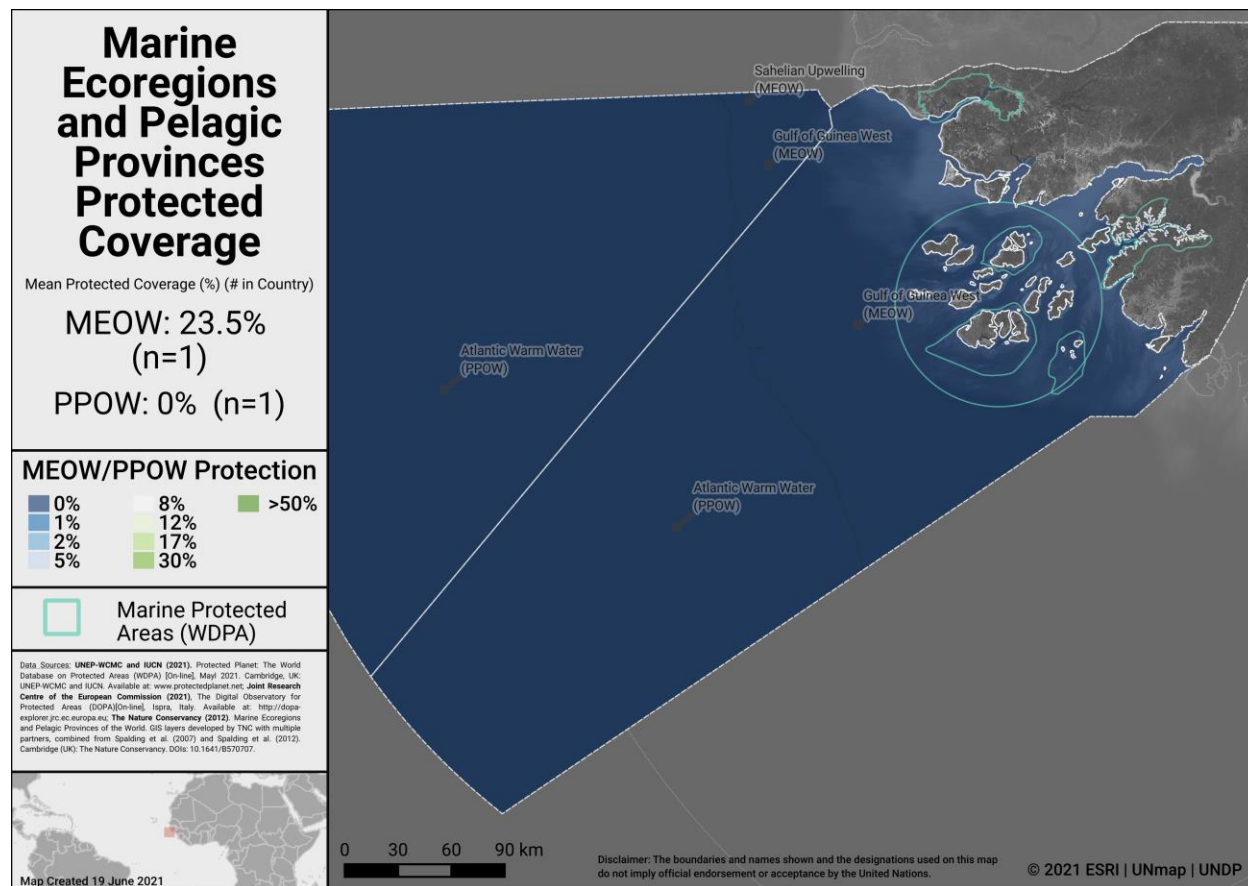 Marine
Ecoregions
and Pelagic
Provinces
Protected
Coverage
Mean Protected Coverage (%) (# in Country)
MEOW: 23.5%
(n=1)
PPOW: 0% (n=1)
MEOW/PPOW Protection
0%
1%
2%
5%
8%
12%
17%
30%
>50%
Marine Protected
Areas (WDPA)
Data Sources: UNEP-WCMC and IUCN (2021). Protected Planet: The World
Database on Protected Areas (WDPA) [On-line], Mayl 2021. Cambridge, UK:
UNEP-WCMC and IUCN. Available at: www.protectedplanet.net; Joint Research
Centre of the European Commission (2021), The Digital Observatory for
Protected Areas (DOPA)[On-line], Ispra, Italy. Available at: http://dopa-
explorer.jrc.ec.europa.eu; The Nature Conservancy (2012). Marine Ecoregions
and Pelagic Provinces of the World. GIS layers developed by TNC with multiple
partners, combined from Spalding et al. (2007) and Spalding et al. (2012).
Cambridge (UK): The Nature Conservancy. DOIs: 10.1641/B570707.
Map Created 19 June 2021
Sahelian Upwelling
(MEOW)
Gulf of Guinea West
(MEOW)
Gulf of Guinea West
(MEOW)
Atlantic Warm Water
(PPOW)
Atlantic Warm Water
(PPOW)
0 30 60 90 km
Disclaimer: The boundaries and names shown and the designations used on this map
do not imply official endorsement or acceptance by the United Nations.
© 2021 ESRI | UNmap | UNDP